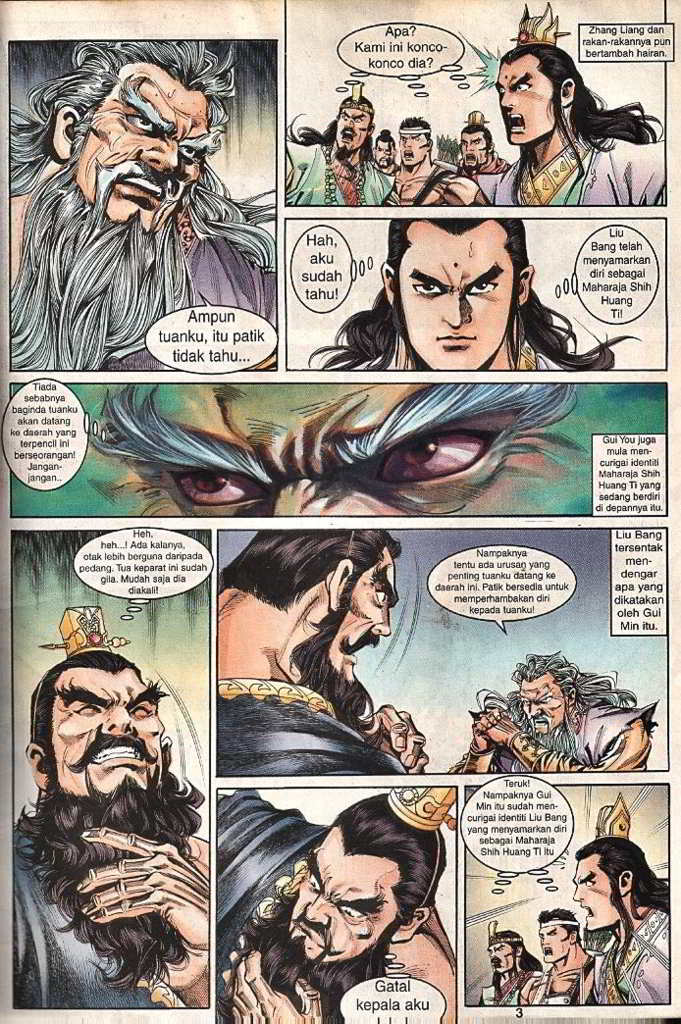 Ampun
tuanku, itu patik
tidak tahu...
Apa?
Kami ini konco-
konco dia?
Zhang Liang dan
rakan-rakannya pun
bertambah hairan.
Hah,
aku
sudah
tahu!
Liu
Bang telah
menyamarkan
diri sebagai
Maharaja Shih
Huang
Ti!
Tiada
sebabnya
baginda tuanku
akan datang
ke daerah yang
terpencil ini
berseorangan!
Jangan-
jangan..
Gui You juga
mula men-
curigai identiti
Maharaja Shih
Huang Ti yang
sedang berdiri
di depannya itu.
Heh,
heh...! Ada kalanya,
otak lebih berguna daripada
pedang. Tua keparat ini sudah
gila. Mudah saja dia
diakali!
Nampaknya
tentu ada urusan yang
penting tuanku datang ke
daerah ini. Patik bersedia untuk
memperhambakan diri
kepada tuanku!
Liu Bang
tersentak
men-
dengar
apa yang
dikatakan
oleh Gui
Min itu.
Gatal
kepala aku
Teruk!
Nampaknya Gui
Min itu sudah men-
curigai identiti Liu Bang
yang menyamarkan diri
sebagai Maharaja
Shih Huang Ti itu
3